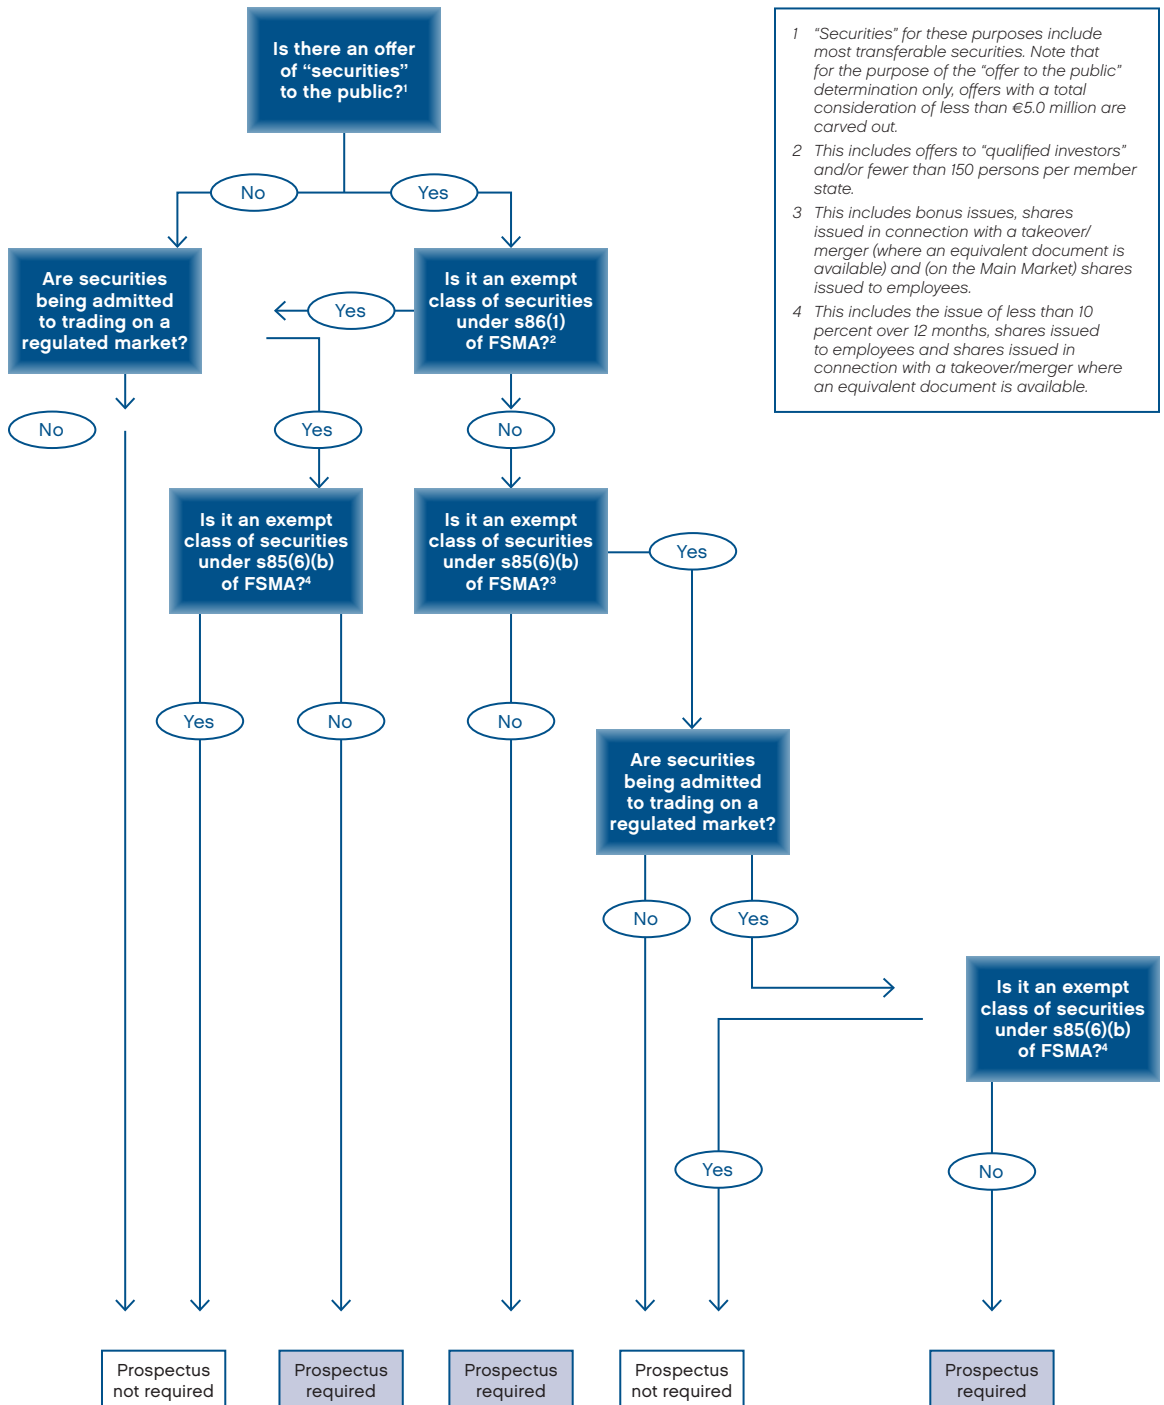 Is there an offer
of “securities”
to the public?¹
1 “Securities” for these purposes include
most transferable securities. Note that
for the purpose of the “offer to the public”
determination only, offers with a total
consideration of less than €5.0 million are
carved out.
2 This includes offers to “qualified investors”
and/or fewer than 150 persons per member
state.
3 This includes bonus issues, shares
issued in connection with a takeover/
merger (where an equivalent document is
available) and (on the Main Market) shares
issued to employees.
4 This includes the issue of less than 10
percent over 12 months, shares issued
to employees and shares issued in
connection with a takeover/merger where
an equivalent document is available.
No
Yes
Are securities
being admitted
to trading on a
regulated market?
Yes
Is it an exempt
class of securities
under s86(1)
of FSMA?²
No
Yes
No
Is it an exempt
class of securities
under s85(6)(b)
of FSMA?⁴
Is it an exempt
class of securities
under s85(6)(b)
of FSMA?³
Yes
Yes
No
No
Are securities
being admitted
to trading on a
regulated market?
No
Yes
Is it an exempt
class of securities
under s85(6)(b)
of FSMA?⁴
Yes
No
Prospectus
not required
Prospectus
required
Prospectus
required
Prospectus
not required
Prospectus
required